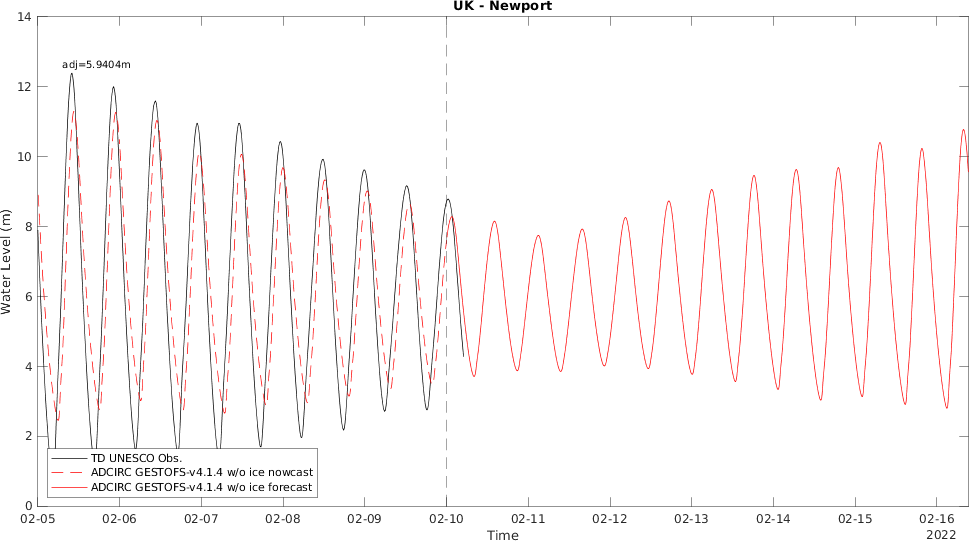 UK - Newport
14
12
10
8
6
4
2
0
Water Level (m)
adj=5.9404m
TD UNESCO Obs.
ADCIRC GESTOFS-v4.1.4 w/o ice nowcast
ADCIRC GESTOFS-v4.1.4 w/o ice forecast
02-05 02-06 02-07 02-08 02-09 02-10 02-11 02-12 02-13 02-14 02-15 02-16
Time
2022